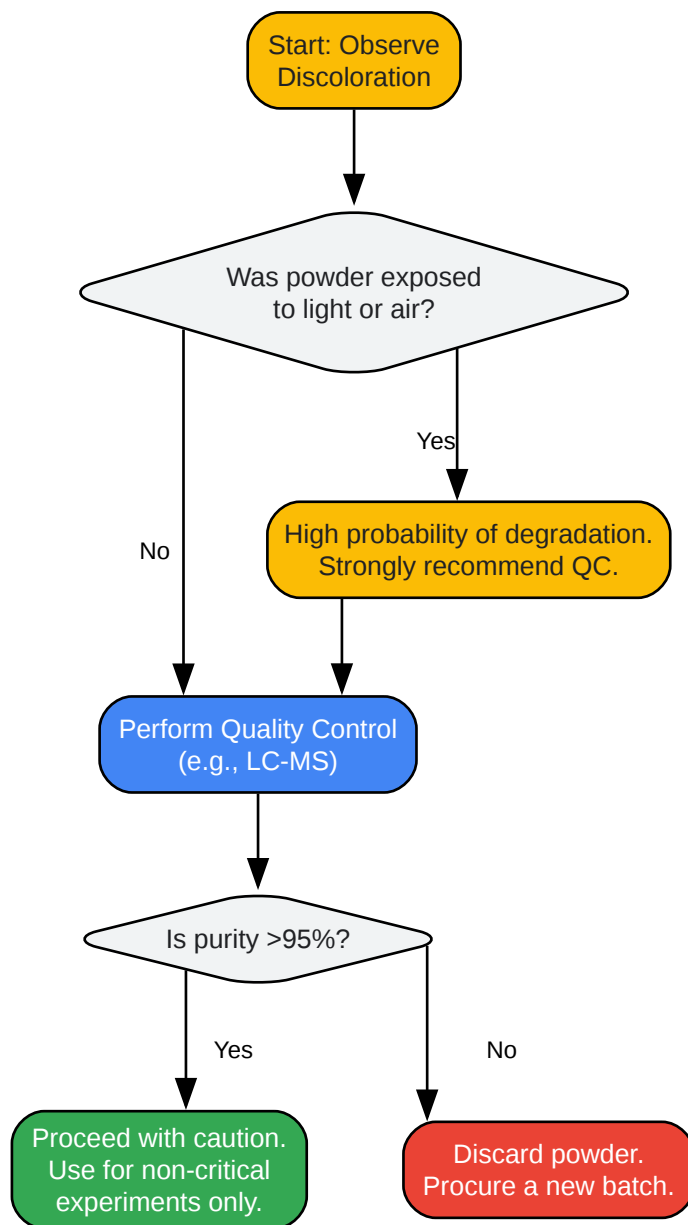 Start: Observe
Discoloration
Was powder exposed
to light or air?
Yes
High probability of degradation.
Strongly recommend QC.
No
Perform Quality Control
(e.g., LC-MS)
Is purity >95%?
Yes
No
Proceed with caution.
Use for non-critical
experiments only.
Discard powder.
Procure a new batch.